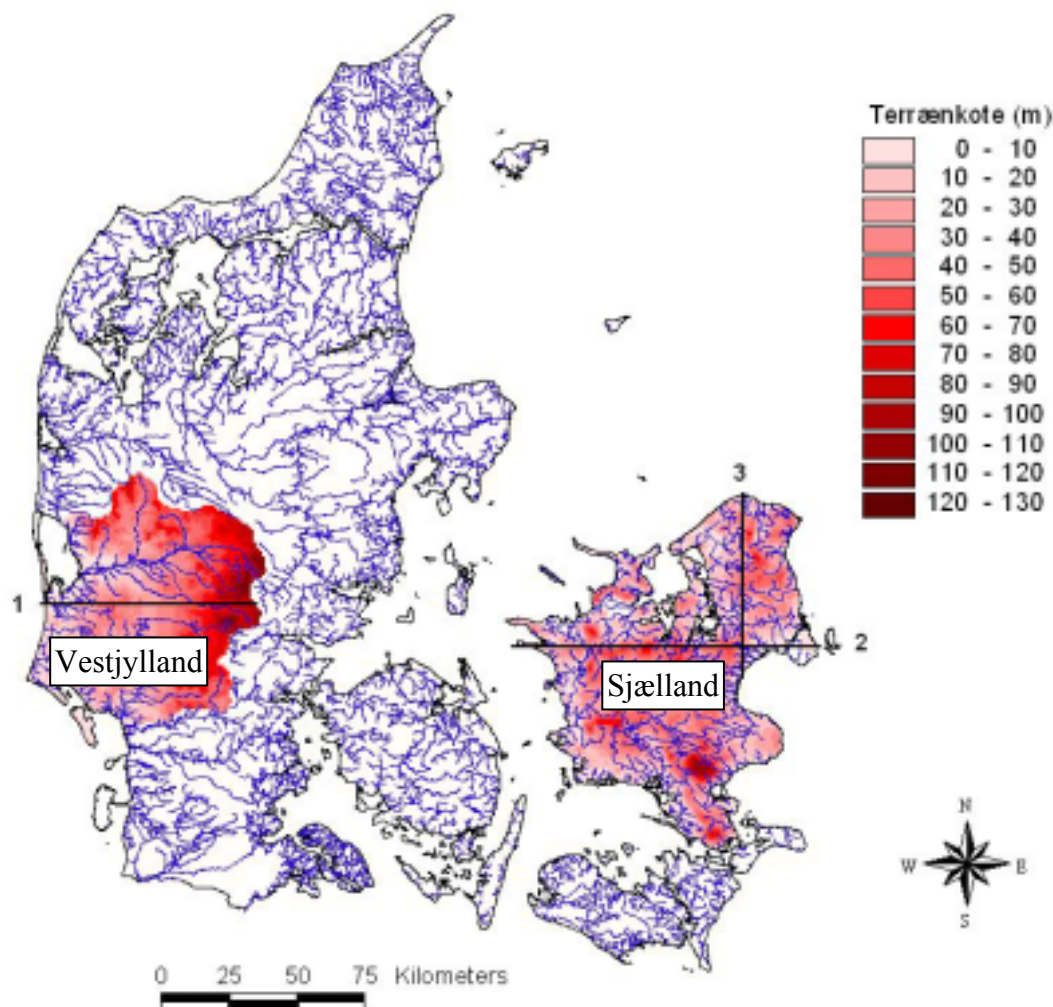 Terrænkote (m)
0 - 10
10 - 20
20 - 30
30 - 40
40 - 50
50 - 60
60 - 70
70 - 80
80 - 90
90 - 100
100 - 110
110 - 120
120 - 130
3
1
2
Vestjylland
Sjælland
N
W E
S
0 25 50 75 Kilometers